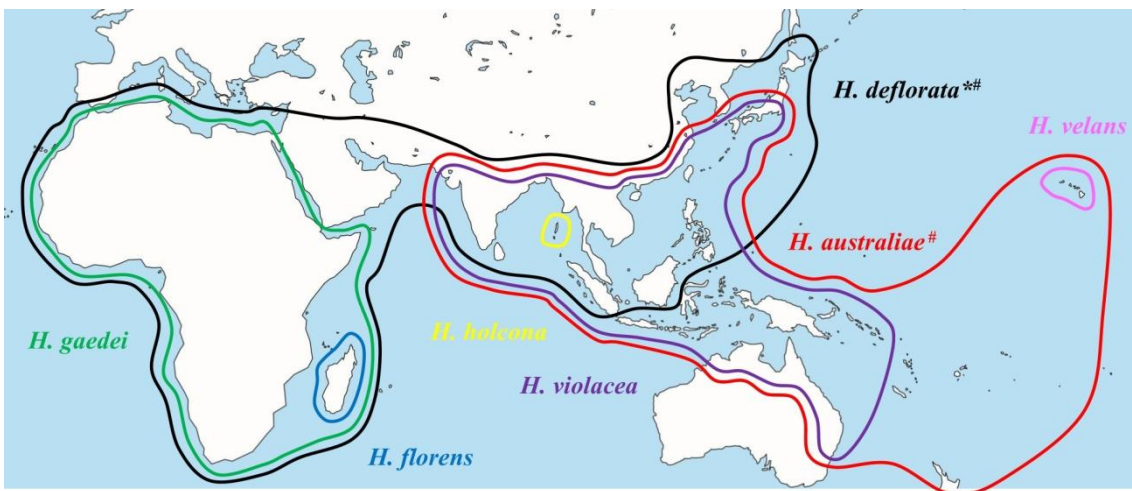 H. deflorata*#
H. velans
H. australiae#
H. gaedei
H. holcona
H. violacea
H. florens